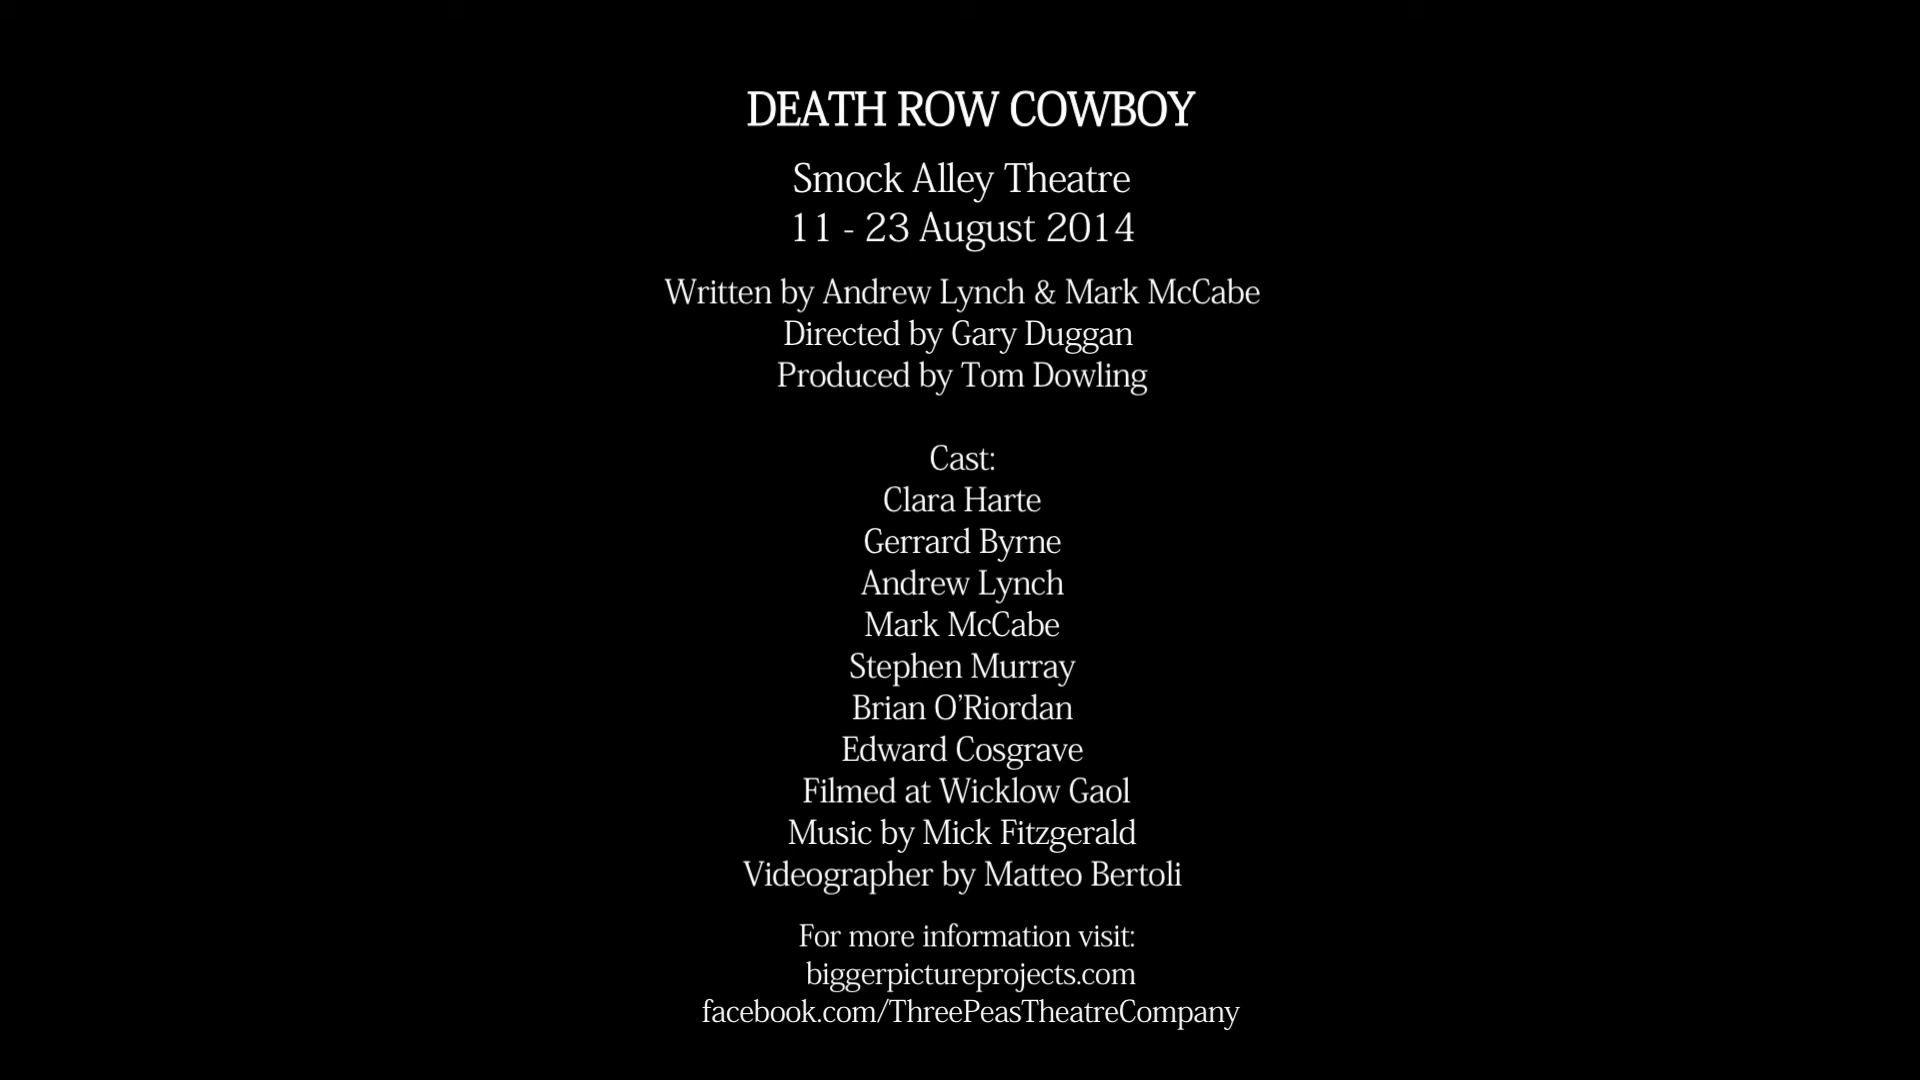 DEATH ROW COWBOY
Smock Alley Theatre
11 - 23 August 2014
Written by Andrew Lynch & Mark McCabe
Directed by Gary Duggan
Produced by Tom Dowling
Cast:
Clara Harte
Gerrard Byrne
Andrew Lynch
Mark McCabe
Stephen Murray
Brian O’Riordan
Edward Cosgrave
Filmed at Wicklow Gaol
Music by Mick Fitzgerald
Videographer by Matteo Bertoli
For more information visit:
biggerpictureprojects.com
facebook.com/ThreePeasTheatreCompany